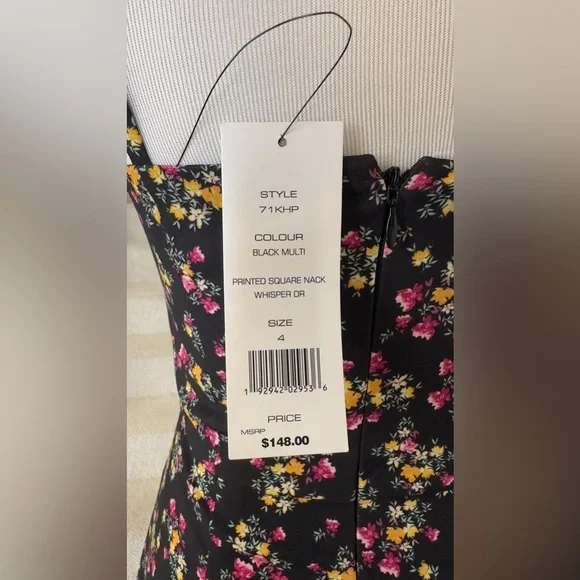 STYLE
71KHP
COLOUR
BLACK MULTI
PRINTED SQUARE NACK
WHISPER DR
SIZE
4
1 92942 02953 6
PRICE
MSRP
$148.00